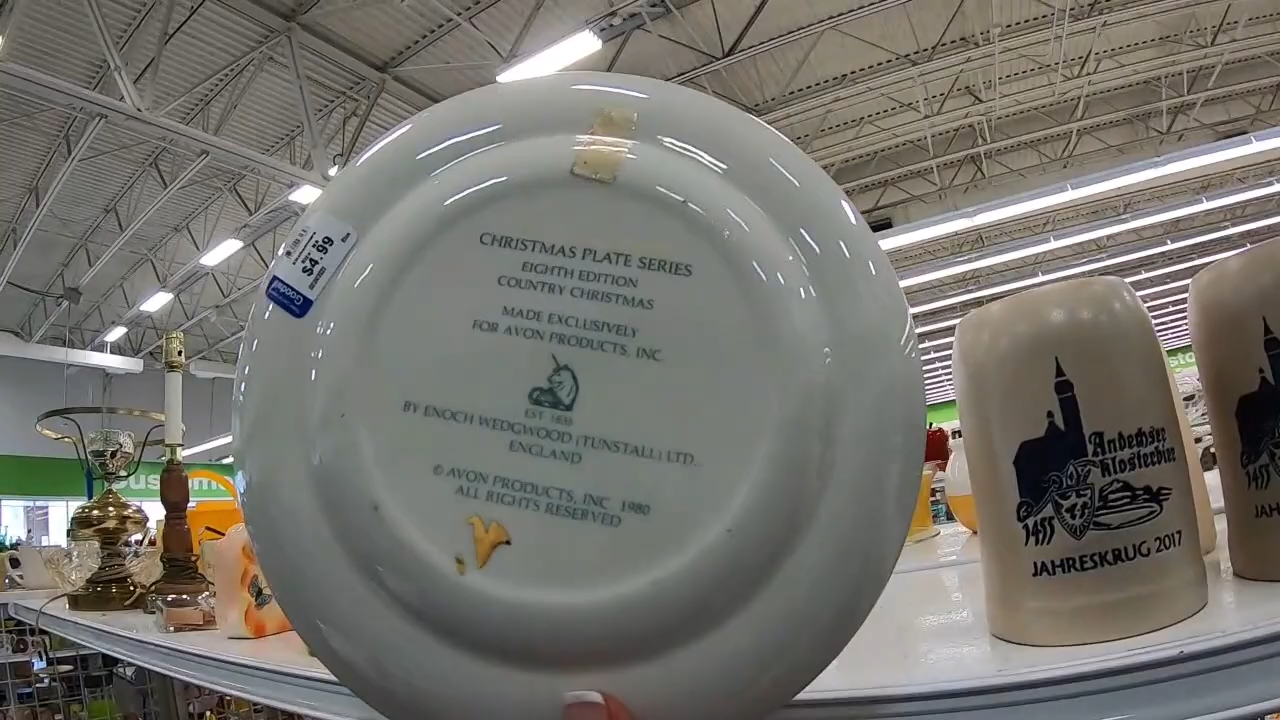 CHRISTMAS PLATE SERIES
EIGHTH EDITION
COUNTRY CHRISTMAS
MADE EXCLUSIVELY
FOR AVON PRODUCTS, INC.
EST. 1835
BY ENOCH WEDGWOOD (TUNSTALL) LTD.
ENGLAND
© AVON PRODUCTS, INC 1980
ALL RIGHTS RESERVED
$4.99
Goodwill
Andechser
Klosterbier
1455
JAHRESKRUG 2017
1455
JAH